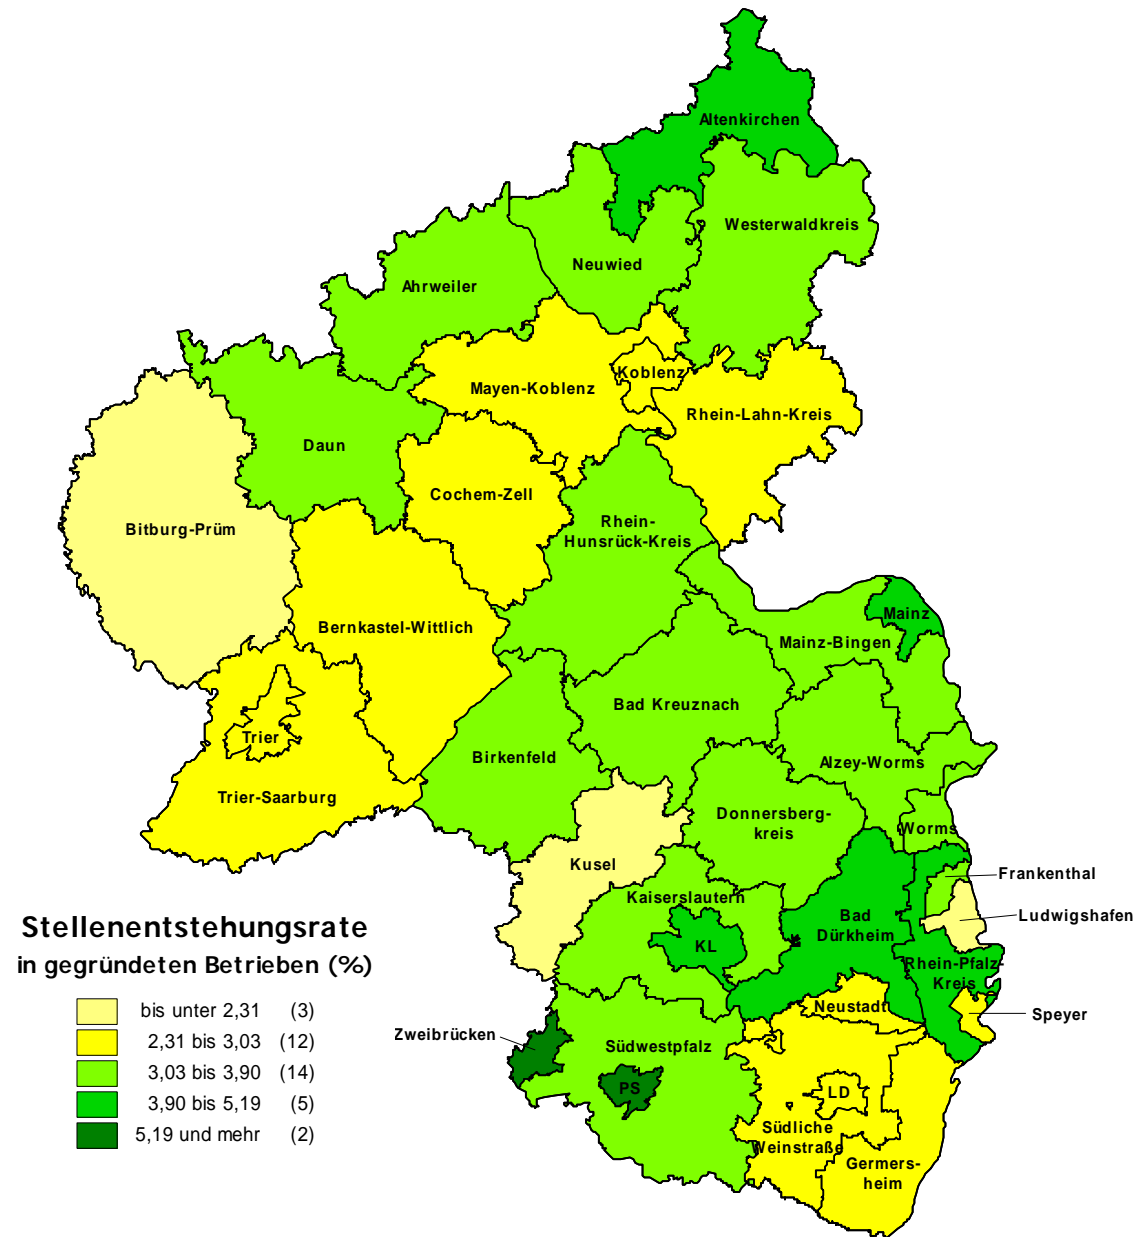 Altenkirchen
Westerwaldkreis
Neuwied
Ahrweiler
Koblenz
Mayen-Koblenz
Rhein-Lahn-Kreis
Daun
Cochem-Zell
Rhein-
Hunsrück-Kreis
Bitburg-Prüm
Mainz
Bernkastel-Wittlich
Mainz-Bingen
Bad Kreuznach
Trier
Birkenfeld
Alzey-Worms
Trier-Saarburg
Donnersberg-
kreis
Worms
Kusel
Frankenthal
Kaiserslautern
Ludwigshafen
Bad
Dürkheim
KL
Rhein-Pfalz-
Kreis
Neustadt
Speyer
Zweibrücken
Südwestpfalz
PS
LD
Südliche
Weinstraße
Germers-
heim
Stellenentstehungsrate
in gegründeten Betrieben (%)
bis unter 2,31 (3)
2,31 bis 3,03 (12)
3,03 bis 3,90 (14)
3,90 bis 5,19 (5)
5,19 und mehr (2)